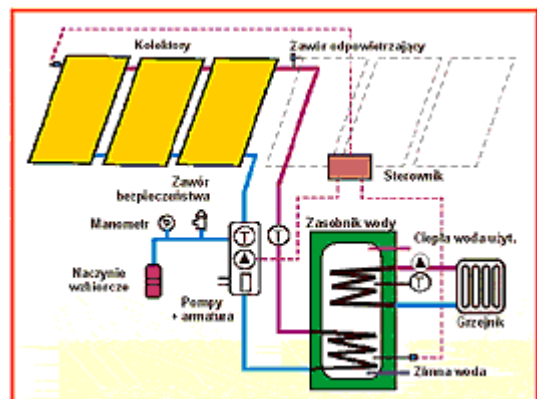 Kolektory
Zawór odpowietrzający
Sterownik
Zawór
bezpieczeństwa
Manometr
T
T
Zasobnik wody
Ciepła woda użyt.
T
Naczynie
wzbiorcze
Pompy
+ armatura
Grzejnik
Zimna woda